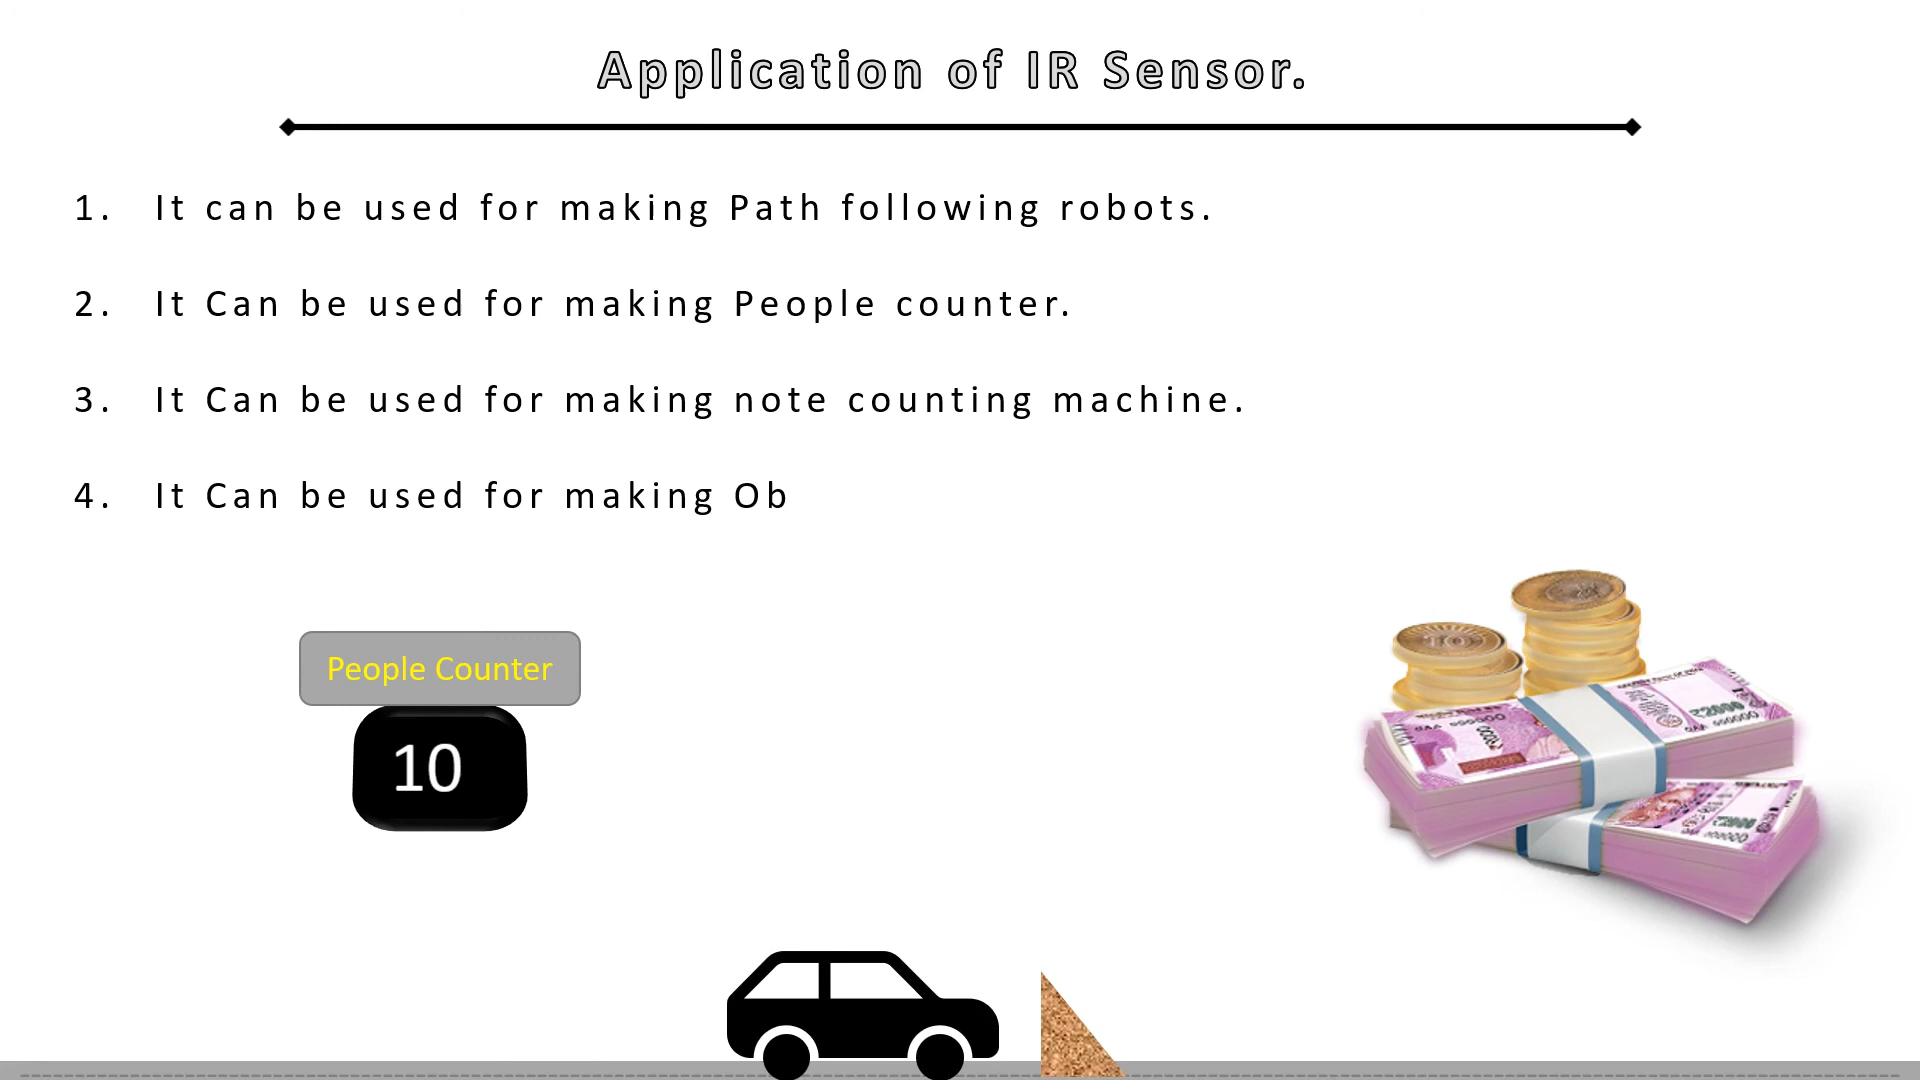 Application of IR Sensor.
1. It can be used for making Path following robots.
2. It Can be used for making People counter.
3. It Can be used for making note counting machine.
4. It Can be used for making Ob
People Counter
10